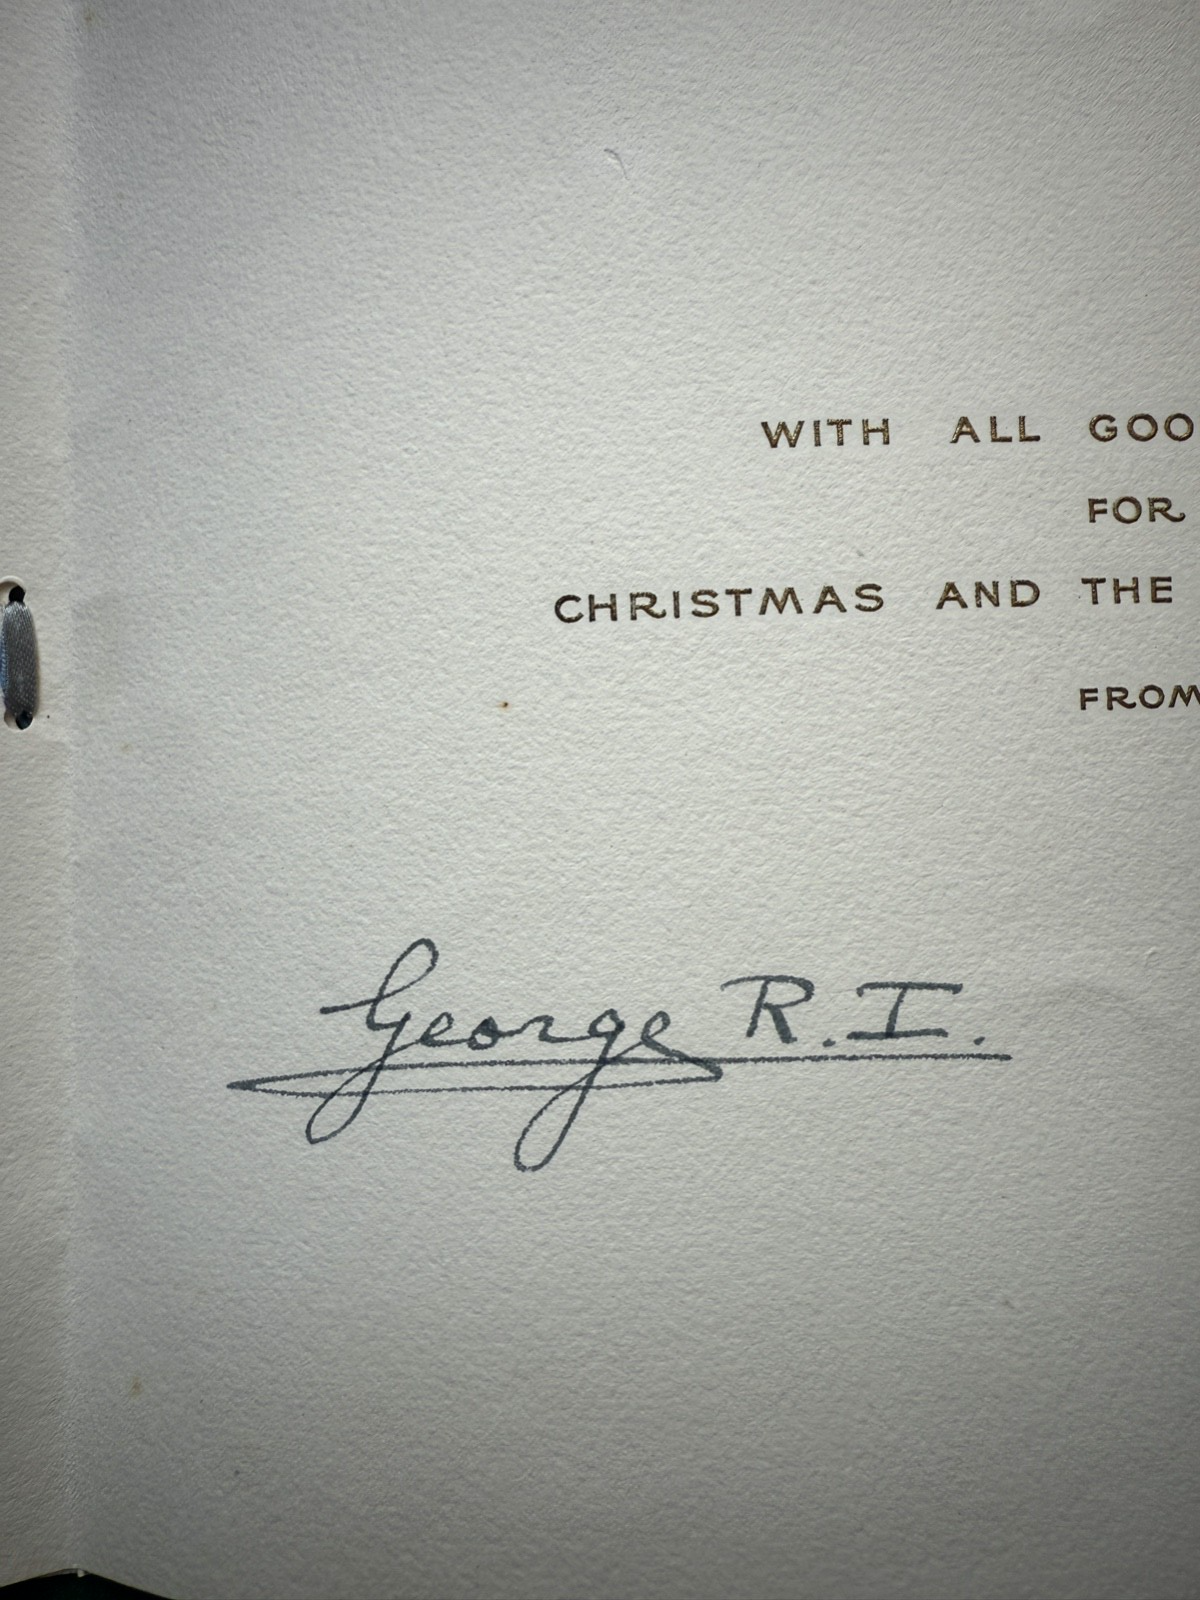 WITH ALL GOO
FOR
CHRISTMAS AND THE
FROM
George R.I.